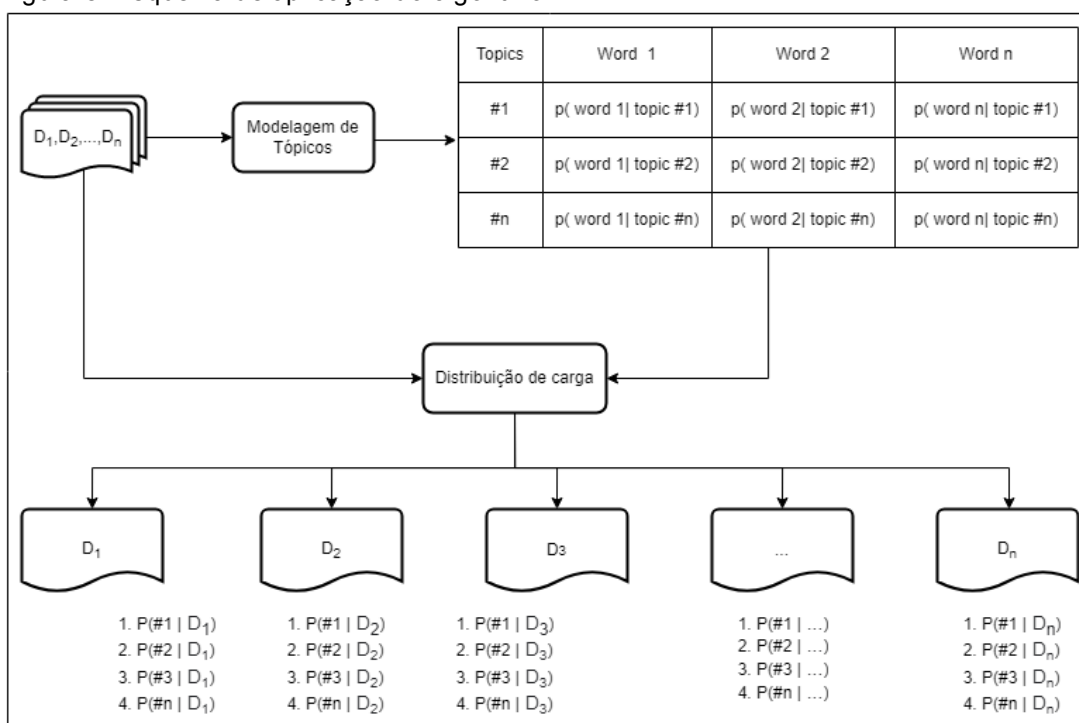 Topics Word 1 Word 2 Word n
#1 p( word 1| topic #1) p( word 2| topic #1) p( word n| topic #1)
D₁,D₂,...,Dₙ
Modelagem de
Tópicos
#2 p( word 1| topic #2) p( word 2| topic #2) p( word n| topic #2)
#n p( word 1| topic #n) p( word 2| topic #n) p( word n| topic #n)
Distribuição de carga
D₁ D₂ D3 ... Dₙ
1. P(#1 | D₁)
2. P(#2 | D₁)
3. P(#3 | D₁)
4. P(#n | D₁)
1. P(#1 | D₂)
2. P(#2 | D₂)
3. P(#3 | D₂)
4. P(#n | D₂)
1. P(#1 | D₃)
2. P(#2 | D₃)
3. P(#3 | D₃)
4. P(#n | D₃)
1. P(#1 | ...)
2. P(#2 | ...)
3. P(#3 | ...)
4. P(#n | ...)
1. P(#1 | Dₙ)
2. P(#2 | Dₙ)
3. P(#3 | Dₙ)
4. P(#n | Dₙ)